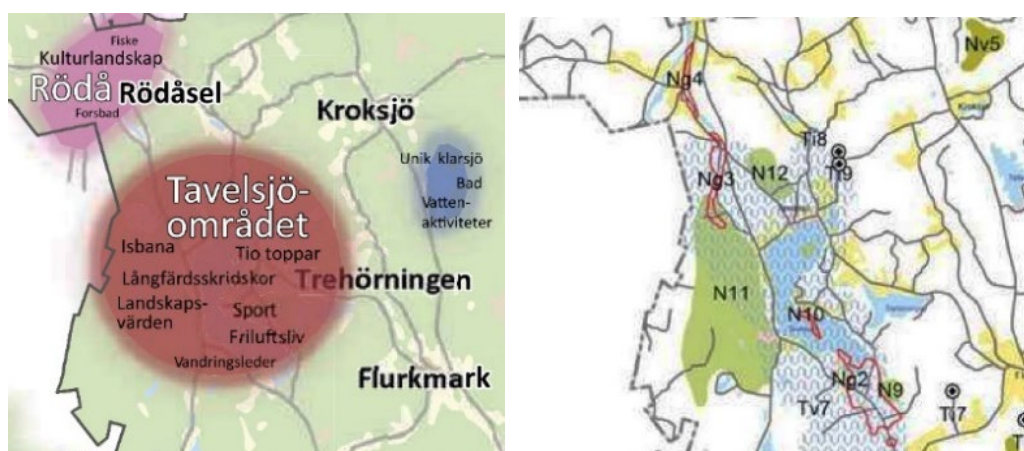 Fiske
Kulturlandskap
Rödå Rödåsel
Forsbad
Kroksjö
Unik klarsjö
Bad
Vatten-
aktiviteter
Tavelsjö-
området
Isbana
Tio toppar
Långfärdsskridskor
Trehörningen
Landskaps-
värden
Sport
Friluftsliv
Vandringsleder
Flurkmark
Nv5
Ng4
Kroksjö
Ti8
Ti9
N12
Ng3
N11
N10
Ng2
N9
Tv7
Ti7